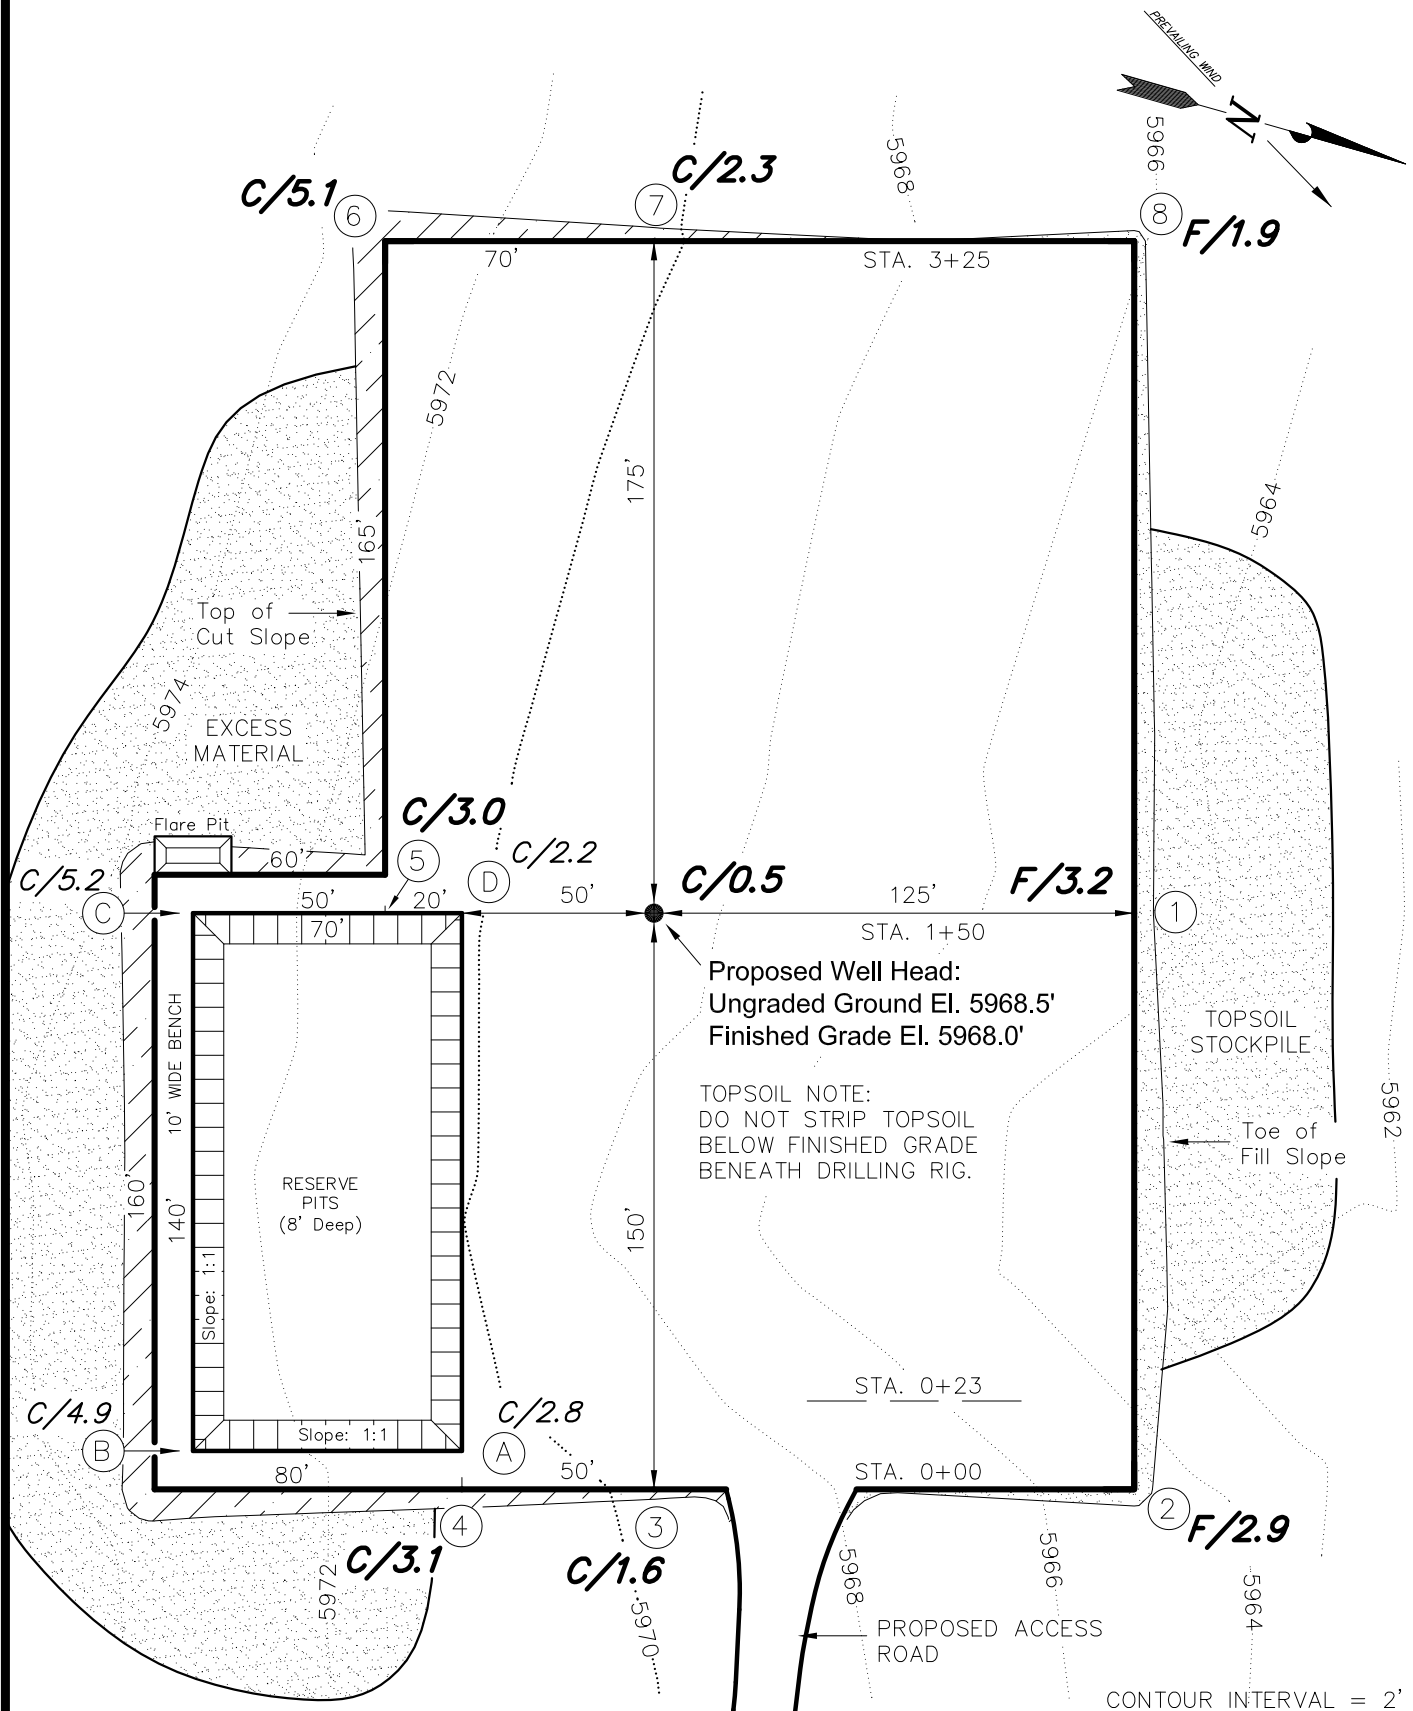 PREVAILING WIND
N
5966
5968
C/2.3
C/5.1
6
7
8
F/1.9
70'
STA. 3+25
5972
175'
5964
165'
Top of
Cut Slope
5974
EXCESS
MATERIAL
C/3.0
Flare Pit
60'
5
C/2.2
D
C/5.2
C
50'
20'
50'
C/0.5
125'
F/3.2
1
70'
STA. 1+50
Proposed Well Head:
Ungraded Ground El. 5968.5'
Finished Grade El. 5968.0'
10' WIDE BENCH
TOPSOIL
STOCKPILE
TOPSOIL NOTE:
DO NOT STRIP TOPSOIL
BELOW FINISHED GRADE
BENEATH DRILLING RIG.
5962
Toe of
Fill Slope
160'
140'
RESERVE
PITS
(8' Deep)
150'
Slope: 1:1
STA. 0+23
C/4.9
B
C/2.8
A
Slope: 1:1
80'
50'
STA. 0+00
4
3
2
C/3.1
C/1.6
F/2.9
5972
5970
5968
5966
5964
PROPOSED ACCESS
ROAD
CONTOUR INTERVAL = 2'